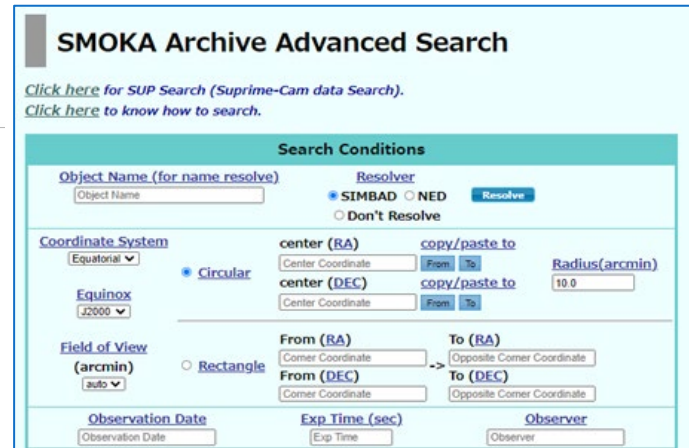 SMOKA Archive Advanced Search
Click here for SUP Search (Suprime-Cam data Search).
Click here to know how to search.
Search Conditions
Object Name (for name resolve)
Object Name
Resolver
SIMBAD NED
Don't Resolve
Resolve
Coordinate System
Equatorial
Equinox
J2000
Field of View
(arcmin)
auto
Circular
center (RA) copy/paste to
Center Coordinate From To
center (DEC) copy/paste to
Center Coordinate From To
Radius(arcmin)
10.0
Rectangle
From (RA) To (RA)
Corner Coordinate -> Opposite Corner Coordinate
From (DEC) To (DEC)
Corner Coordinate Opposite Corner Coordinate
Observation Date Exp Time (sec) Observer
Observation Date Exp Time Observer